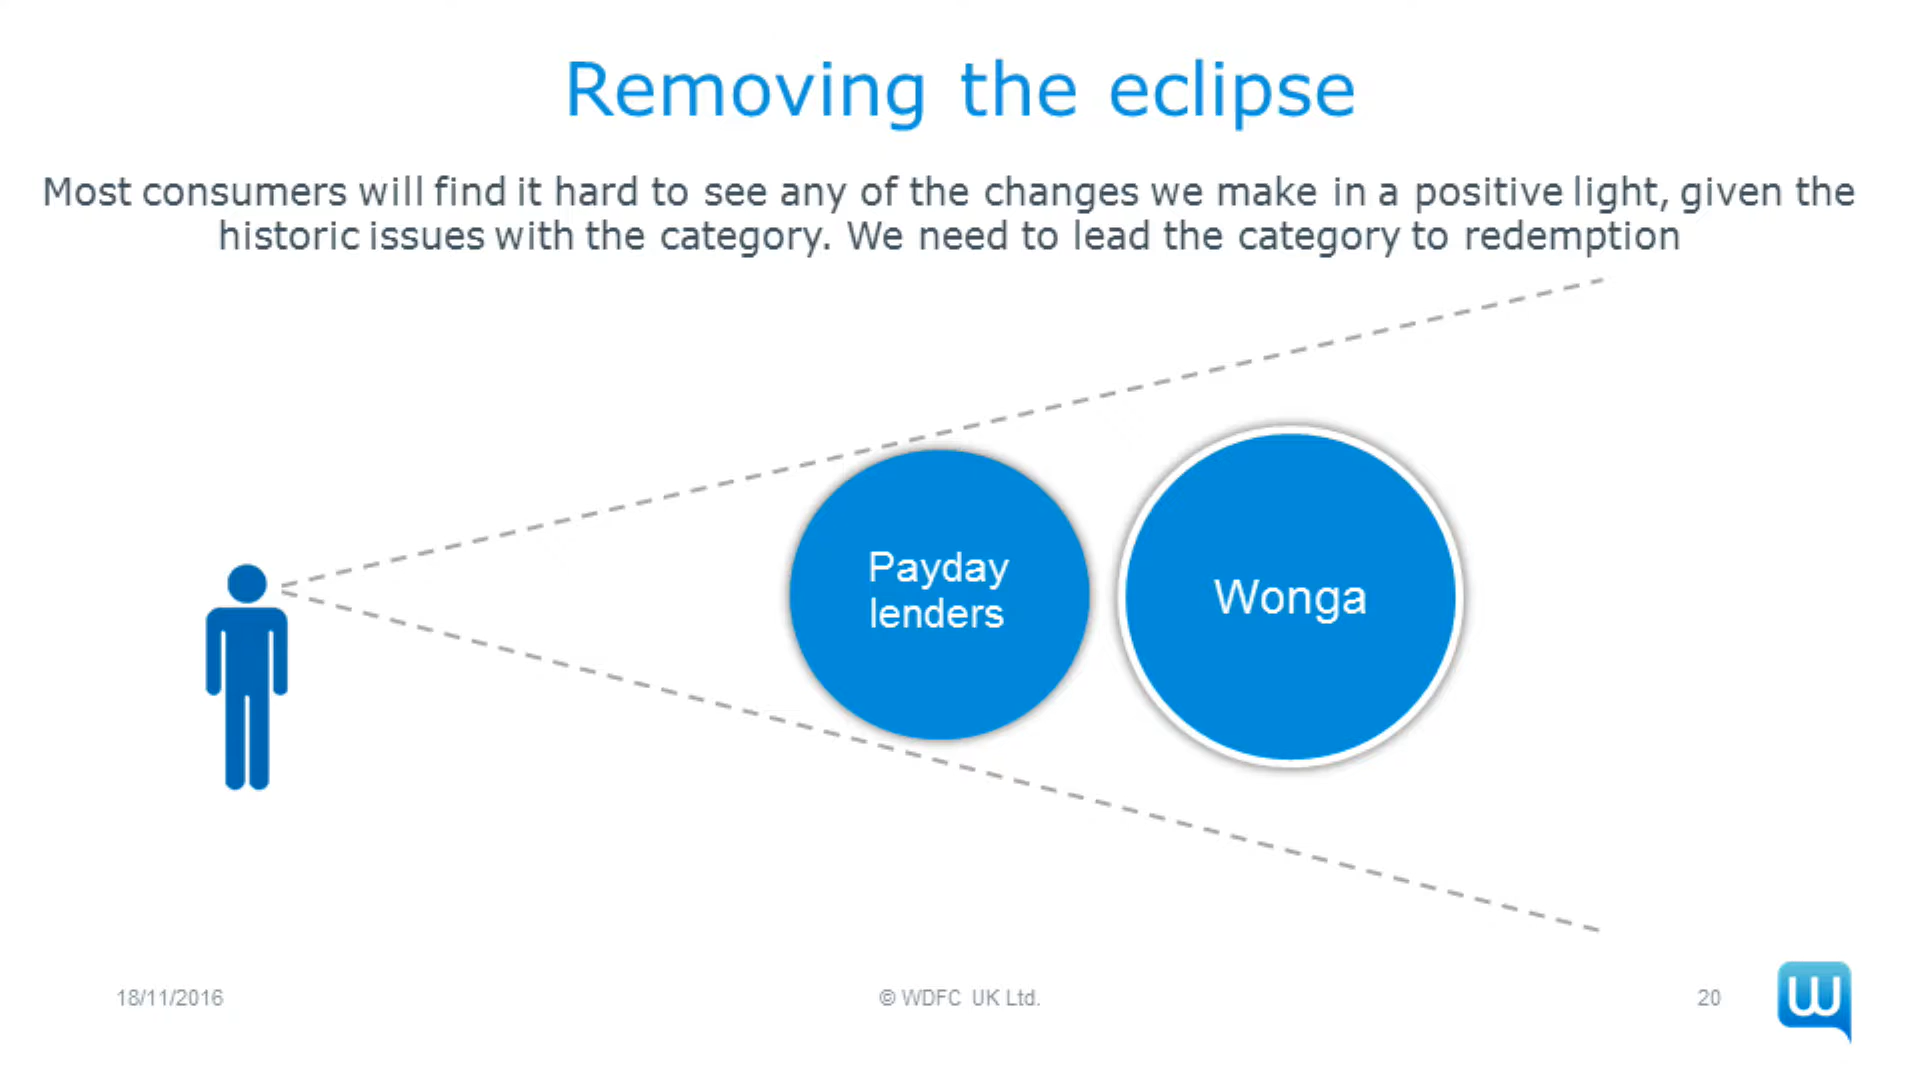 Removing the eclipse
Most consumers will find it hard to see any of the changes we make in a positive light, given the
historic issues with the category. We need to lead the category to redemption
Payday
lenders
Wonga
18/11/2016
© WDFC UK Ltd.
20
W